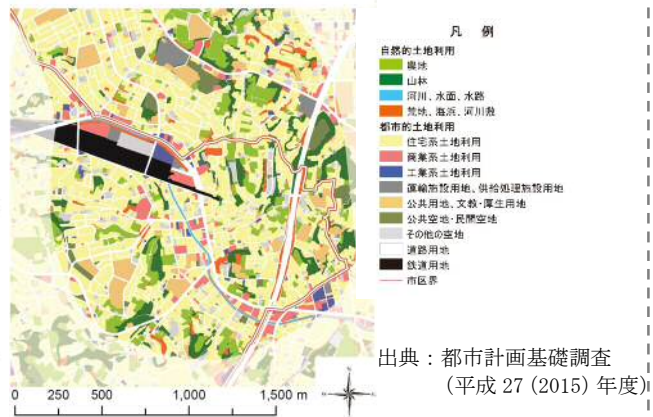 凡 例
自然的土地利用
農地
山林
河川、水面、水路
荒地、海浜、河川敷
都市的土地利用
住宅系土地利用
商業系土地利用
工業系土地利用
運輸施設用地、供給処理施設用地
公共用地、文教・厚生用地
公共空地・民間空地
その他の空地
道路用地
鉄道用地
市区界
出典：都市計画基礎調査
(平成 27 (2015) 年度)
0 250 500 1,000 1,500 m